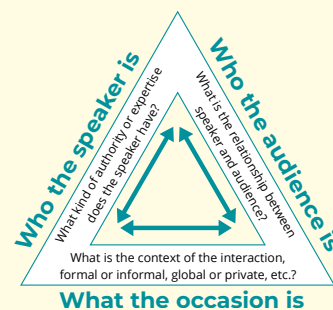 Who the speaker is
What kind of authority or expertise
does the speaker have?
Who the audience is
What is the relationship between
speaker and audience?
What is the context of the interaction,
formal or informal, global or private, etc.?
What the occasion is